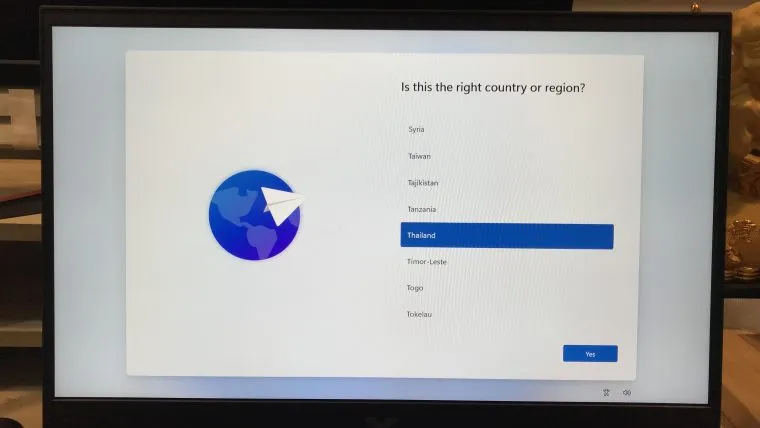 Is this the right country or region?
Syria
Taiwan
Tajikistan
Tanzania
Thailand
Timor-Leste
Togo
Tokelau
Yes